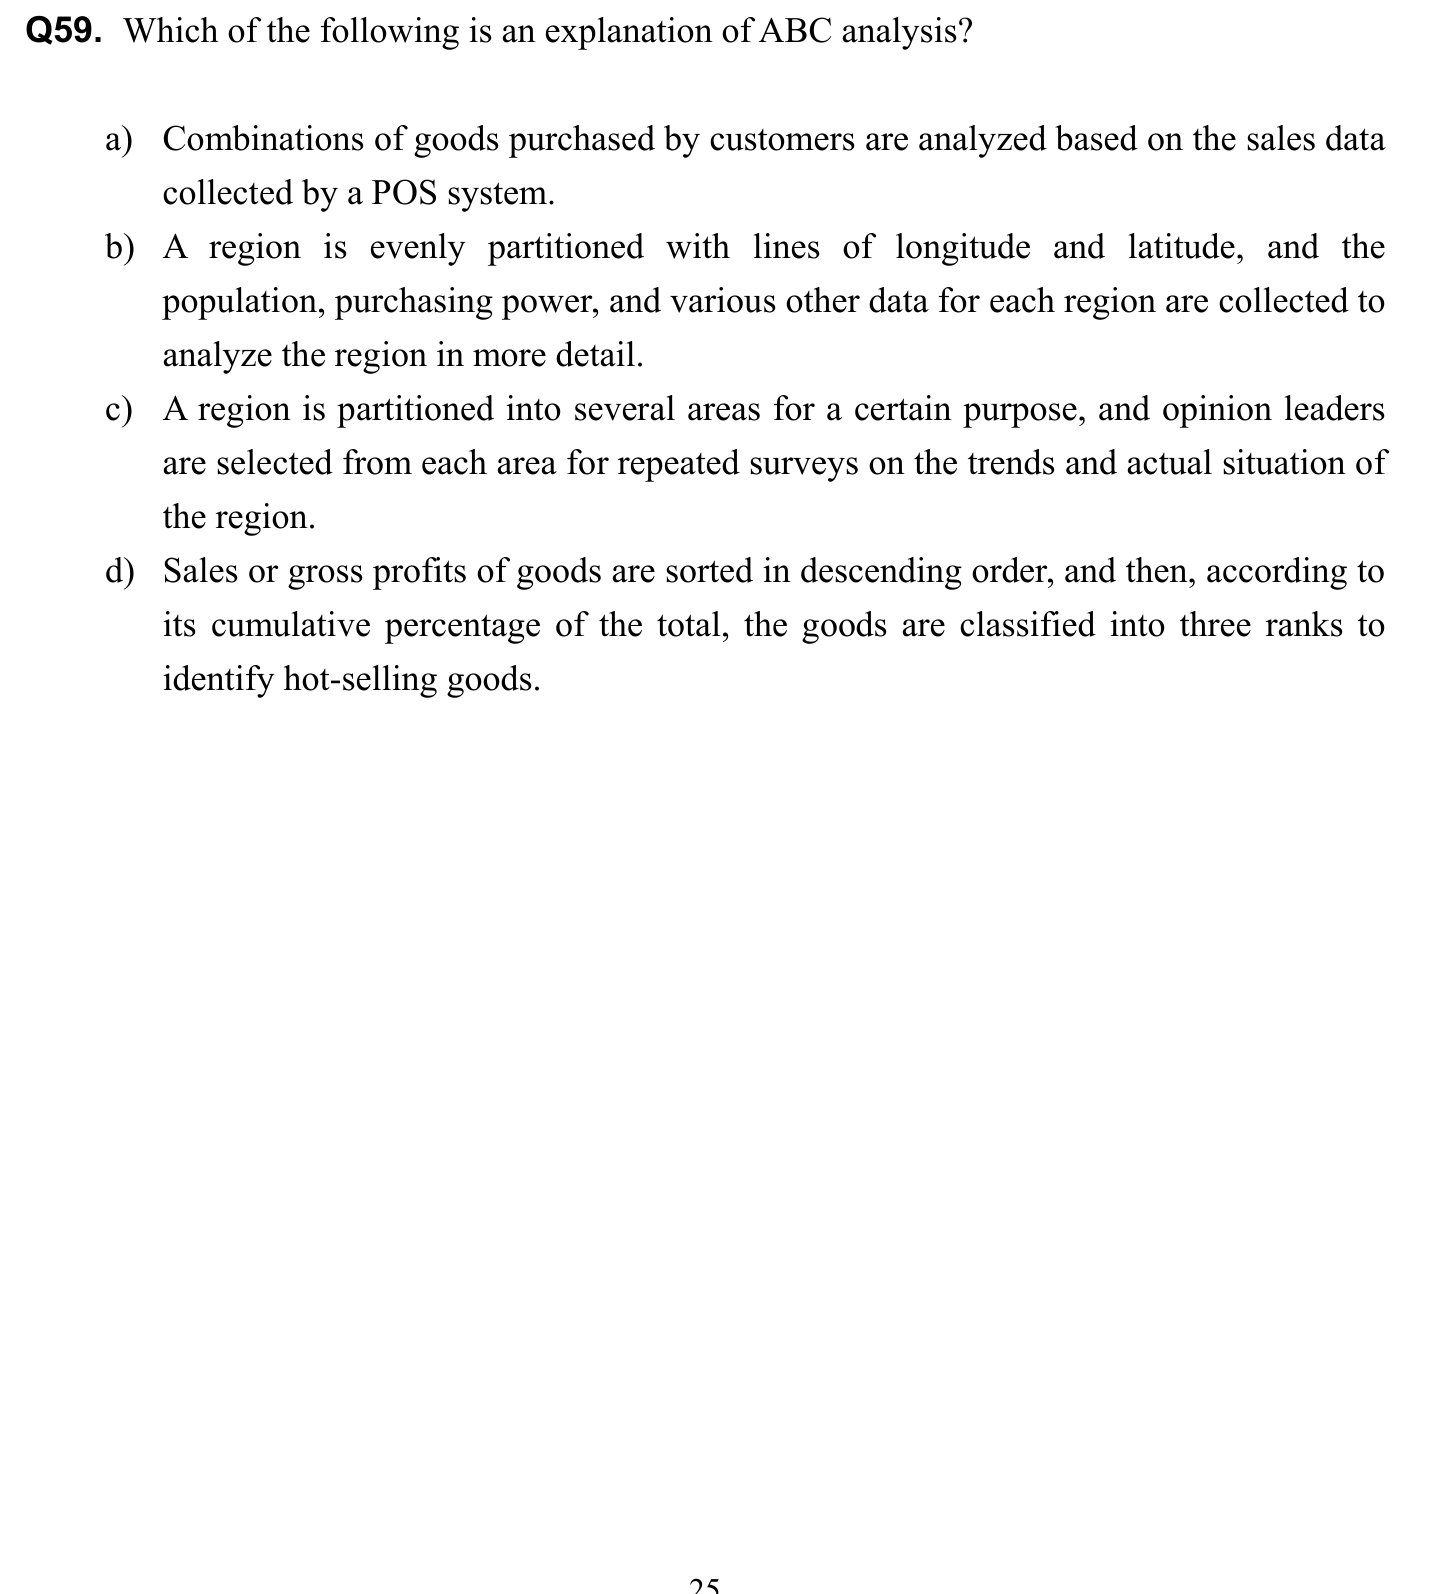 Q59. Which of the following is an explanation of ABC analysis?
a) Combinations of goods purchased by customers are analyzed based on the sales data
collected by a POS system.
b) A region is evenly partitioned with lines of longitude and latitude, and the
population, purchasing power, and various other data for each region are collected to
analyze the region in more detail.
c) A region is partitioned into several areas for a certain purpose, and opinion leaders
are selected from each area for repeated surveys on the trends and actual situation of
the region.
d) Sales or gross profits of goods are sorted in descending order, and then, according to
its cumulative percentage of the total, the goods are classified into three ranks to
identify hot-selling goods.
25